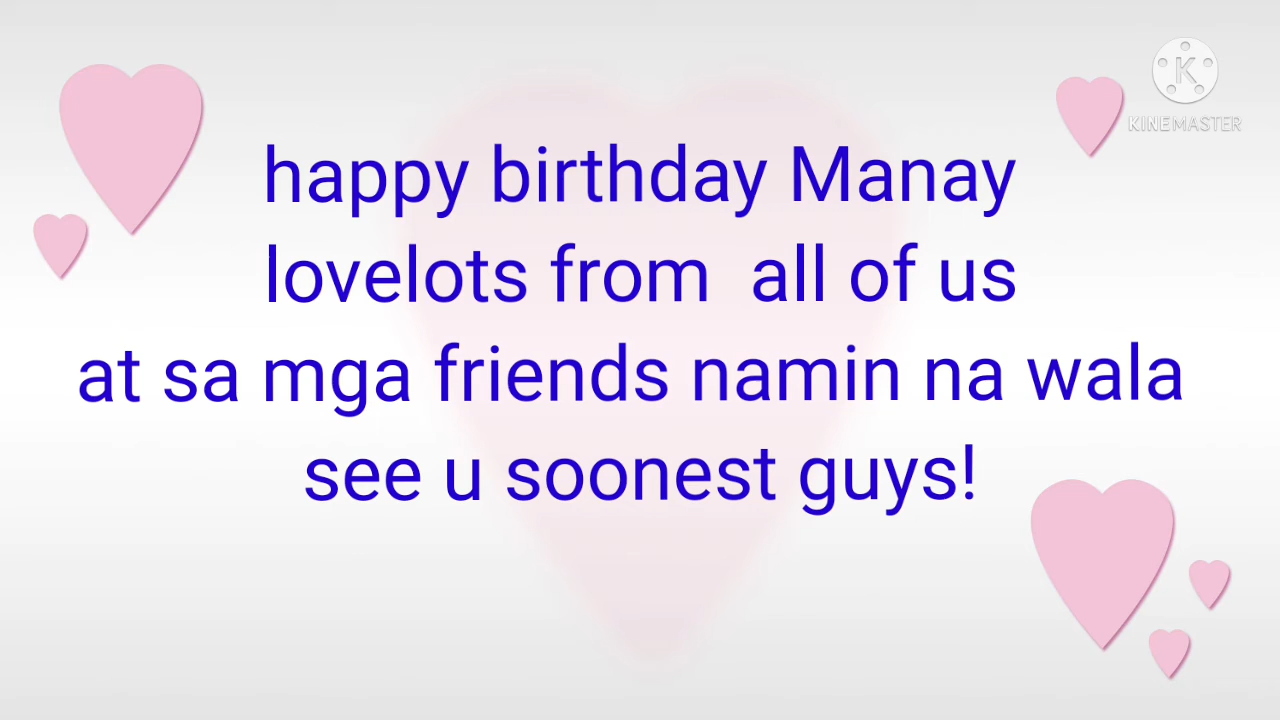 K
KINEMASTER
happy birthday Manay
lovelots from  all of us
at sa mga friends namin na wala
see u soonest guys!